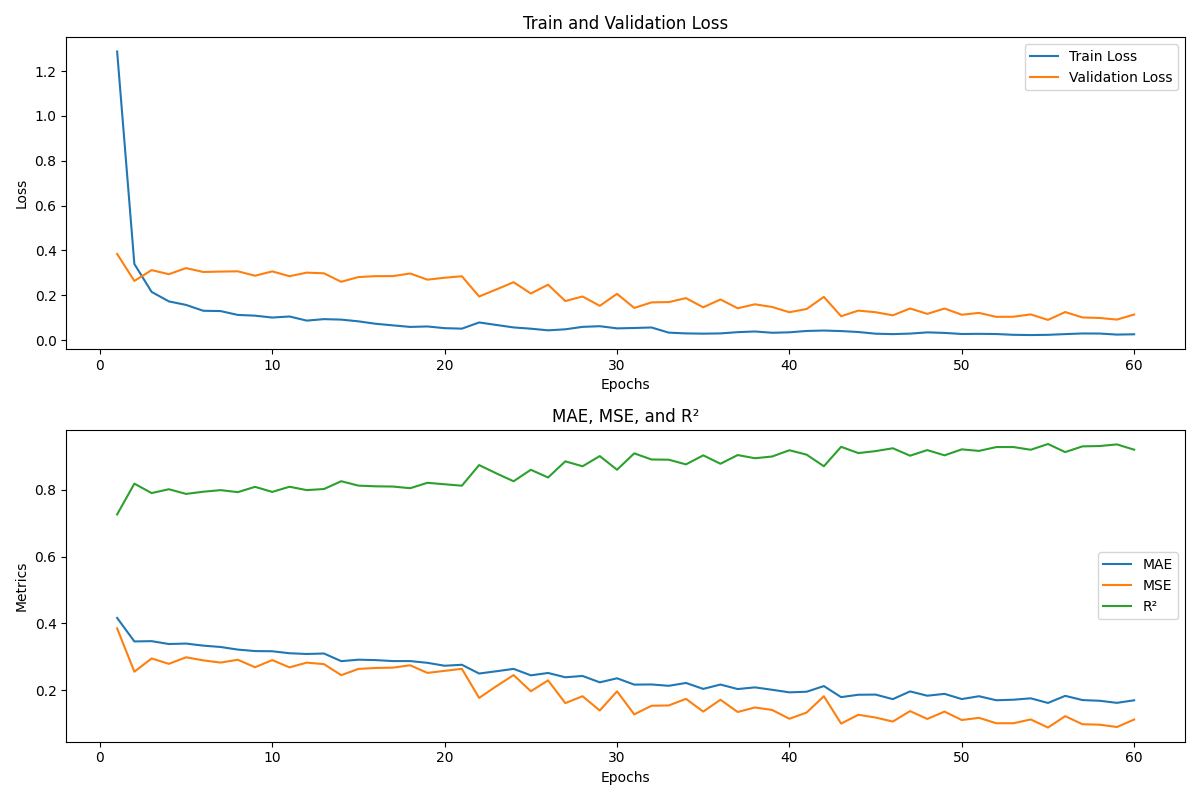 Train and Validation Loss
Loss
1.2
1.0
0.8
0.6
0.4
0.2
0.0
Train Loss
Validation Loss
0 10 20 30 40 50 60
Epochs
MAE, MSE, and R²
Metrics
0.8
0.6
0.4
0.2
MAE
MSE
R²
0 10 20 30 40 50 60
Epochs